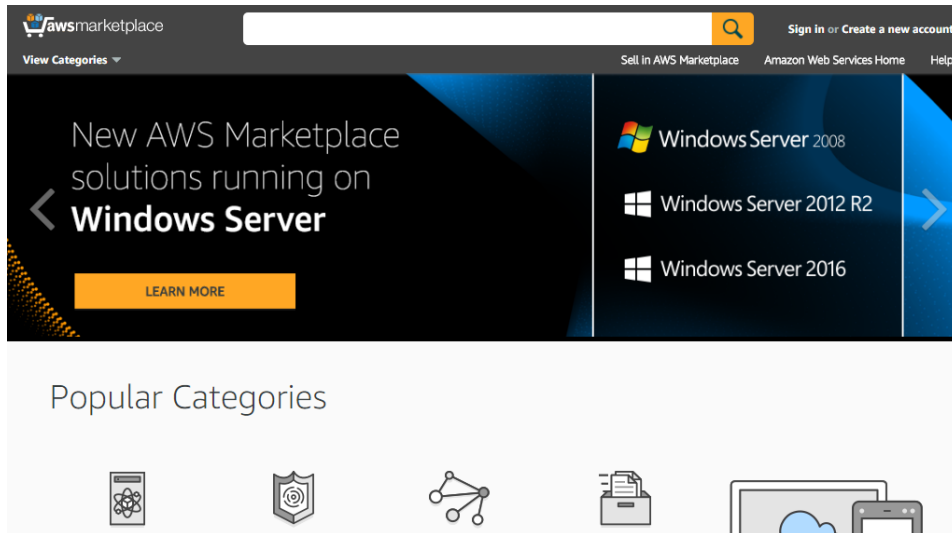 awsmarketplace
Sign in or Create a new account
View Categories
Sell in AWS Marketplace Amazon Web Services Home Help
New AWS Marketplace
solutions running on
Windows Server
LEARN MORE
Windows Server 2008
Windows Server 2012 R2
Windows Server 2016
Popular Categories